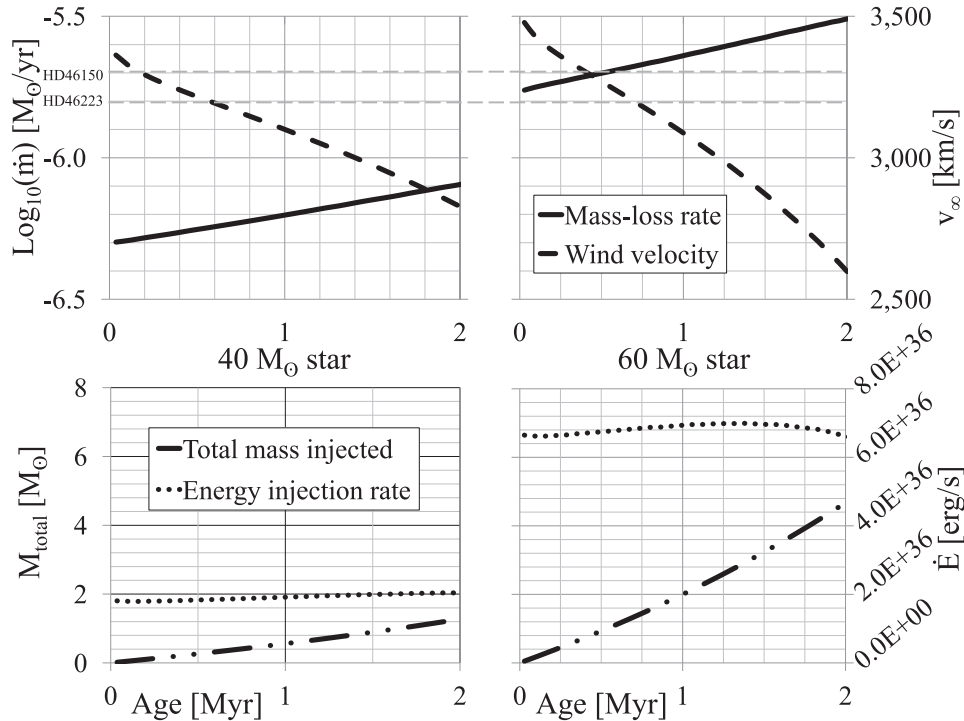 -5.5
3,500
HD46150
HD46223
Log₁₀(ṁ) [M☉/yr]
-6.0
3,000
v∞ [km/s]
Mass-loss rate
Wind velocity
-6.5
2,500
0 1 2
0 1 2
40 M☉ star
60 M☉ star
8
6
4
2
0
M_total [M☉]
Total mass injected
Energy injection rate
8.0E+36
6.0E+36
4.0E+36
2.0E+36
0.0E+00
Ė [erg/s]
0 1 2
0 1 2
Age [Myr]
Age [Myr]